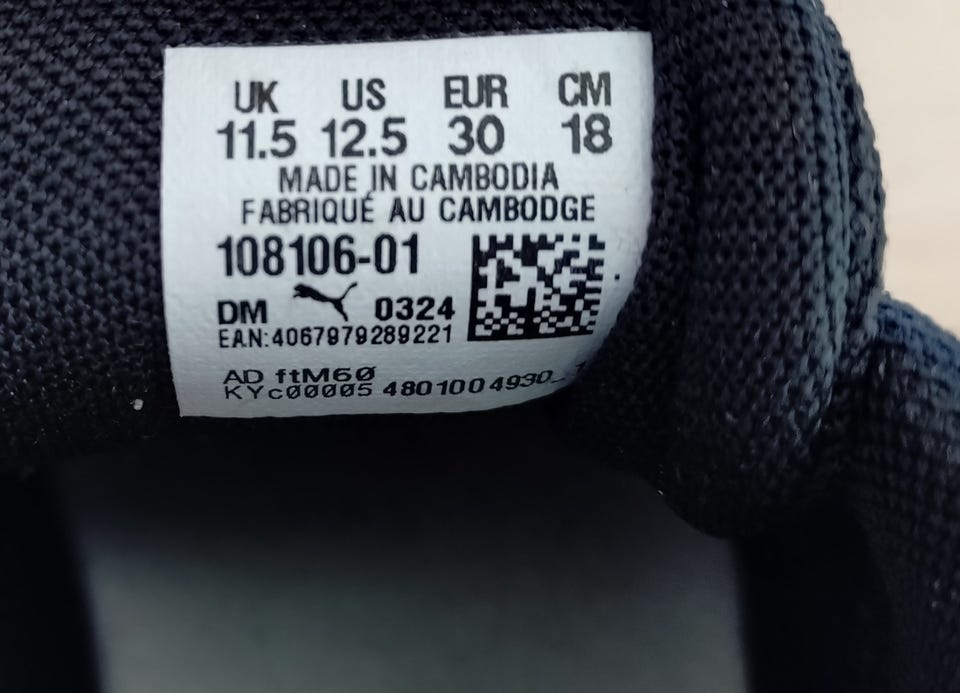 UK US EUR CM
11.5 12.5 30 18
MADE IN CAMBODIA
FABRIQUÉ AU CAMBODGE
108106-01
DM 0324
EAN:4067979289221
AD ftM60
KYc00005 4801004930_